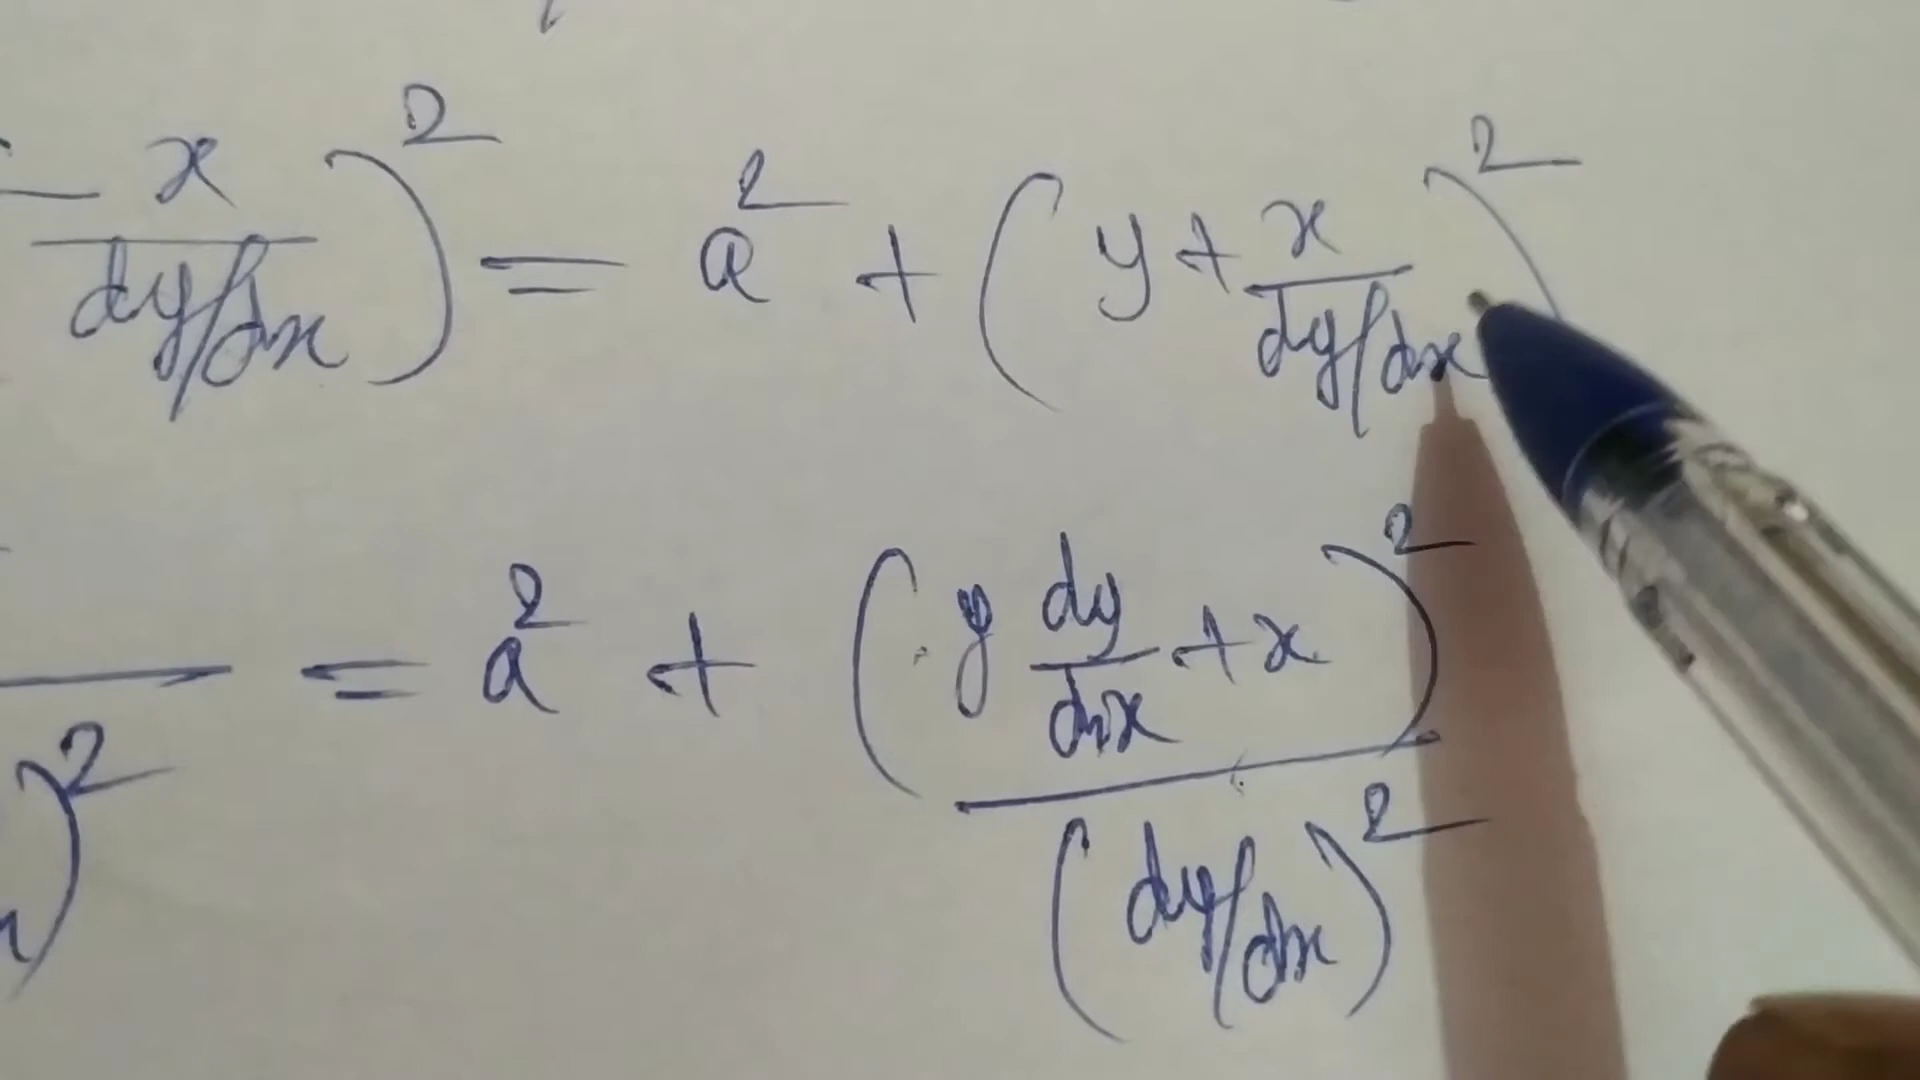 - x/(dy/dx) )² = a² + ( y + x/(dy/dx) )²
)² = a² + ( y dy/dx + x )² / (dy/dx)²